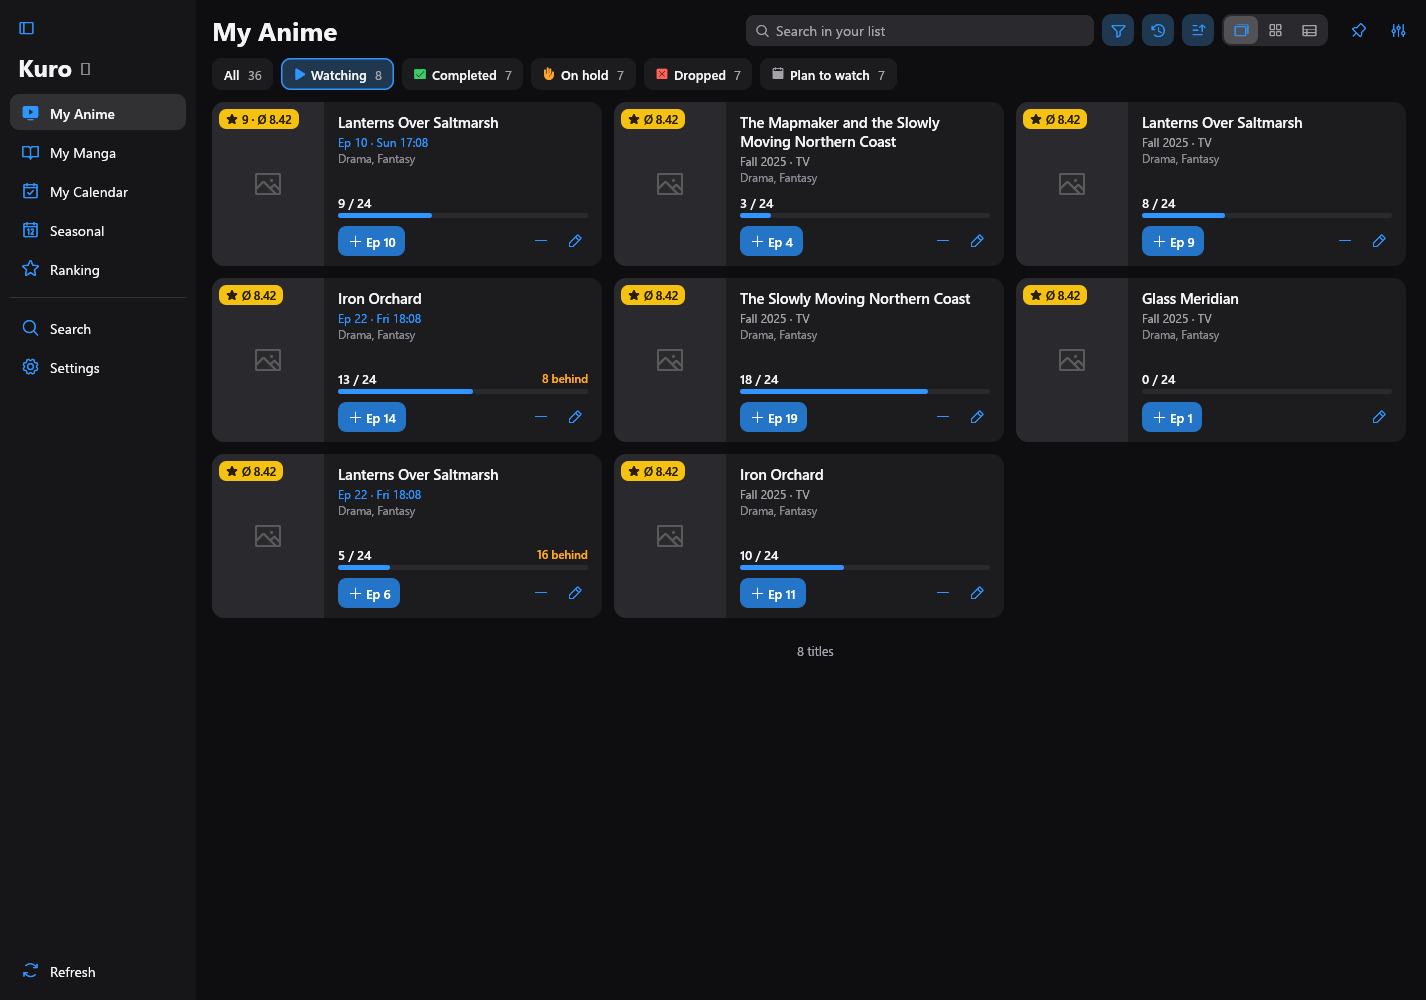 Kuro
My Anime
My Manga
My Calendar
12
Seasonal
Ranking
Search
Settings
Refresh
My Anime
Search in your list
All 36
Watching 8
Completed 7
On hold 7
Dropped 7
Plan to watch 7
9 · Ø 8.42
Lanterns Over Saltmarsh
Ep 10 · Sun 17:08
Drama, Fantasy
9 / 24
Ep 10
Ø 8.42
The Mapmaker and the Slowly
Moving Northern Coast
Fall 2025 · TV
Drama, Fantasy
3 / 24
Ep 4
Ø 8.42
Lanterns Over Saltmarsh
Fall 2025 · TV
Drama, Fantasy
8 / 24
Ep 9
Ø 8.42
Iron Orchard
Ep 22 · Fri 18:08
Drama, Fantasy
13 / 24 8 behind
Ep 14
Ø 8.42
The Slowly Moving Northern Coast
Fall 2025 · TV
Drama, Fantasy
18 / 24
Ep 19
Ø 8.42
Glass Meridian
Fall 2025 · TV
Drama, Fantasy
0 / 24
Ep 1
Ø 8.42
Lanterns Over Saltmarsh
Ep 22 · Fri 18:08
Drama, Fantasy
5 / 24 16 behind
Ep 6
Ø 8.42
Iron Orchard
Fall 2025 · TV
Drama, Fantasy
10 / 24
Ep 11
8 titles